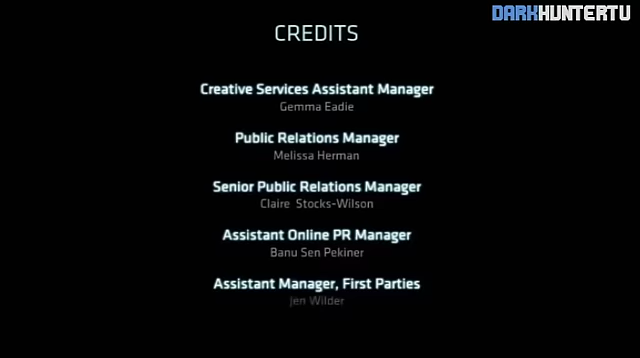 DARKHUNTERTU
CREDITS
Creative Services Assistant Manager
Gemma Eadie
Public Relations Manager
Melissa Herman
Senior Public Relations Manager
Claire Stocks-Wilson
Assistant Online PR Manager
Banu Sen Pekiner
Assistant Manager, First Parties
Jen Wilder